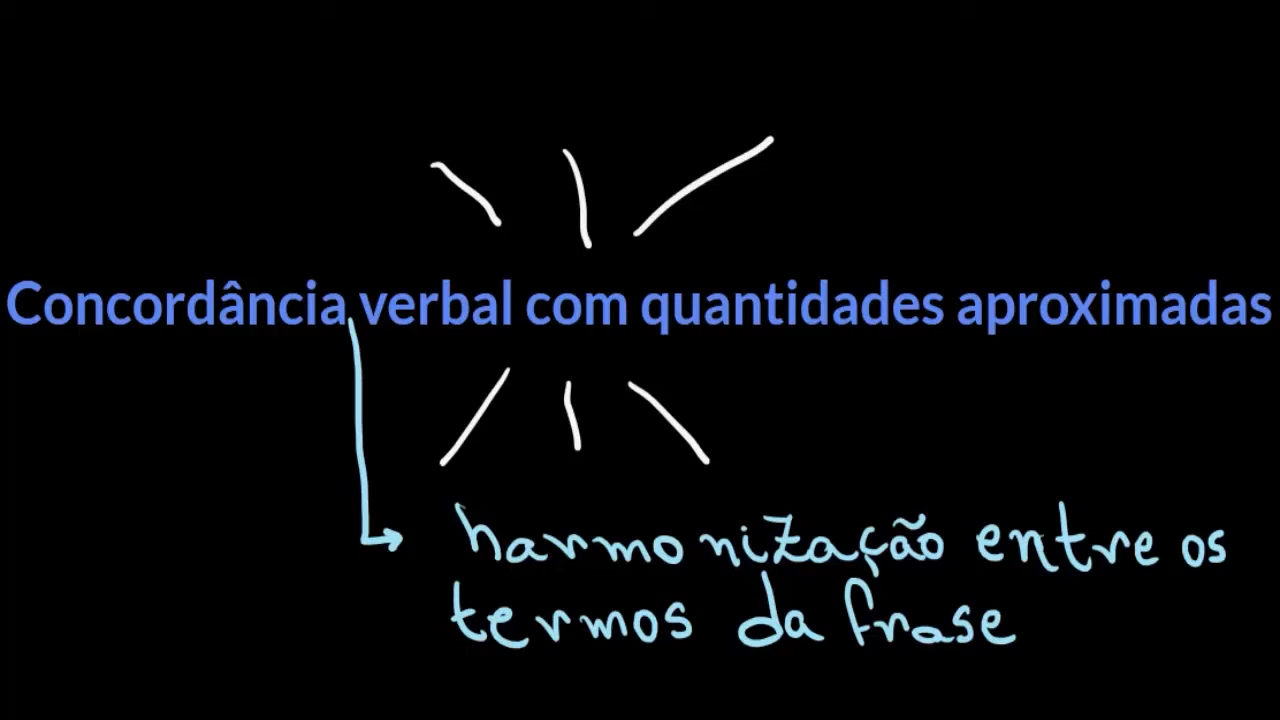 Concordância verbal com quantidades aproximadas
harmonização entre os
termos da frase